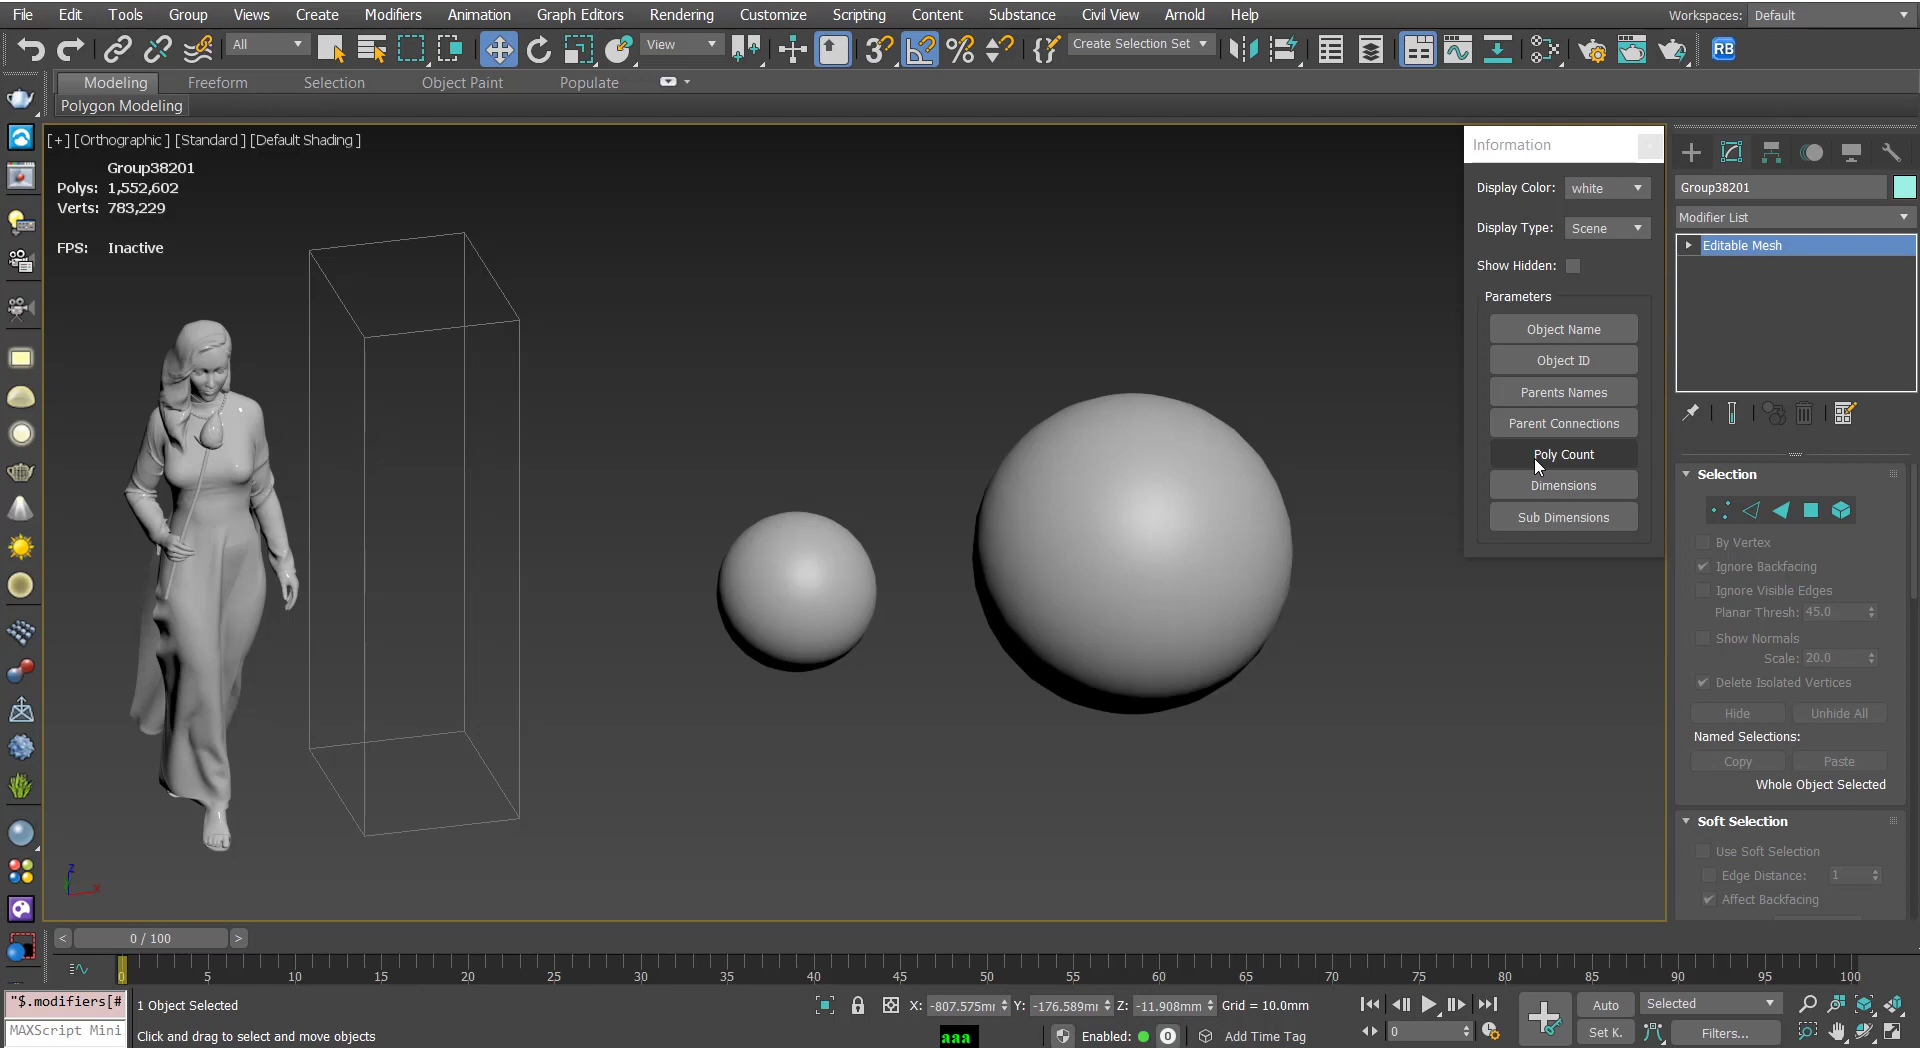 File Edit Tools Group Views Create Modifiers Animation Graph Editors Rendering Customize Scripting Content Substance Civil View Arnold Help
Workspaces: Default
All
View
3
Create Selection Set
RB
Modeling Freeform Selection Object Paint Populate
Polygon Modeling
[+] [Orthographic ] [Standard ] [Default Shading ]
Group38201
Polys: 1,552,602
Verts: 783,229
FPS: Inactive
Information
Display Color: white
Display Type: Scene
Show Hidden:
Parameters
Object Name
Object ID
Parents Names
Parent Connections
Poly Count
Dimensions
Sub Dimensions
Group38201
Modifier List
Editable Mesh
Selection
By Vertex
Ignore Backfacing
Ignore Visible Edges
Planar Thresh: 45.0
Show Normals
Scale: 20.0
Delete Isolated Vertices
Hide Unhide All
Named Selections:
Copy Paste
Whole Object Selected
Soft Selection
Use Soft Selection
Edge Distance: 1
Affect Backfacing
z
x
< 0 / 100 >
0 5 10 15 20 25 30 35 40 45 50 55 60 65 70 75 80 85 90 95 100
"$.modifiers[#
MAXScript Mini
1 Object Selected
Click and drag to select and move objects
X: -807.575mr Y: -176.589mr Z: -11.908mm Grid = 10.0mm
aaa
Enabled: 0 Add Time Tag
0
Auto Selected
Set K. Filters...